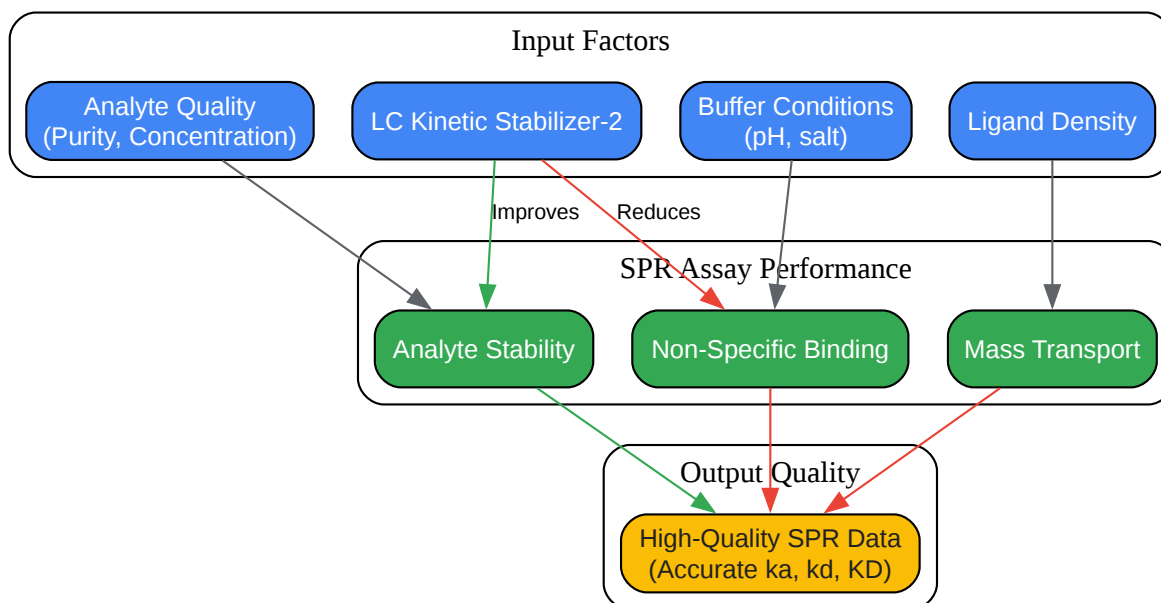 Input Factors
Analyte Quality
(Purity, Concentration)
LC Kinetic Stabilizer-2
Buffer Conditions
(pH, salt)
Ligand Density
Improves
Reduces
SPR Assay Performance
Analyte Stability
Non-Specific Binding
Mass Transport
Output Quality
High-Quality SPR Data
(Accurate ka, kd, KD)